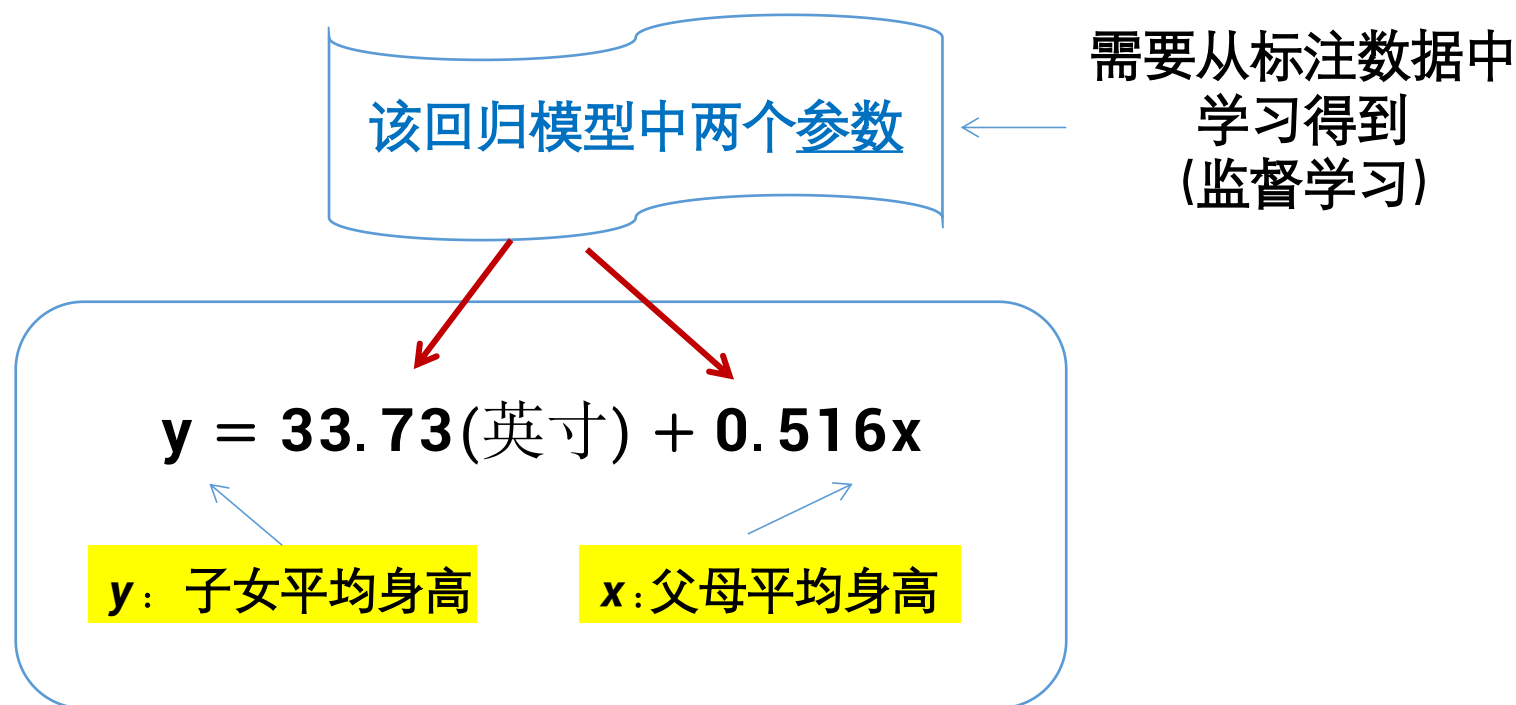 该回归模型中两个参数
需要从标注数据中
学习得到
(监督学习)
y = 33.73(英寸) + 0.516x
y: 子女平均身高
x:父母平均身高